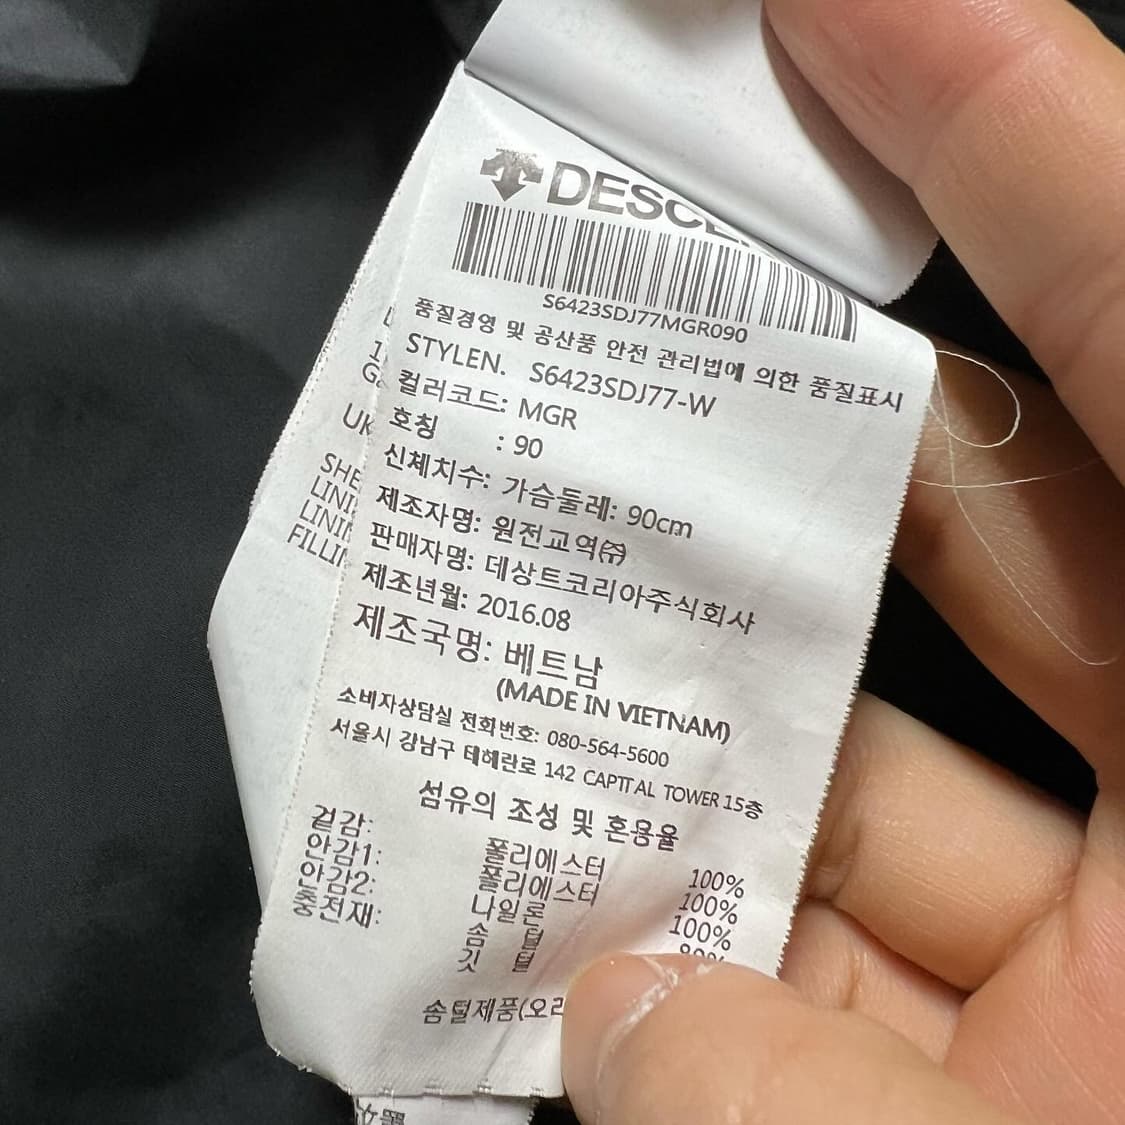 DESCE
S6423SDJ77MGR090
품질경영 및 공산품 안전 관리법에 의한 품질표시
STYLEN. S6423SDJ77-W
컬러코드: MGR
호칭 : 90
신체치수: 가슴둘레: 90cm
제조자명: 원전교역㈜
판매자명: 데상트코리아주식회사
제조년월: 2016.08
제조국명: 베트남
(MADE IN VIETNAM)
소비자상담실 전화번호: 080-564-5600
서울시 강남구 테헤란로 142 CAPITAL TOWER 15층
섬유의 조성 및 혼용율
겉감: 폴리에스터 100%
안감1: 폴리에스터 100%
안감2: 나일론 100%
충전재: 솜 털
깃 털
솜털제품(오리
UK
SHE
LINI
LINI
FILLIN